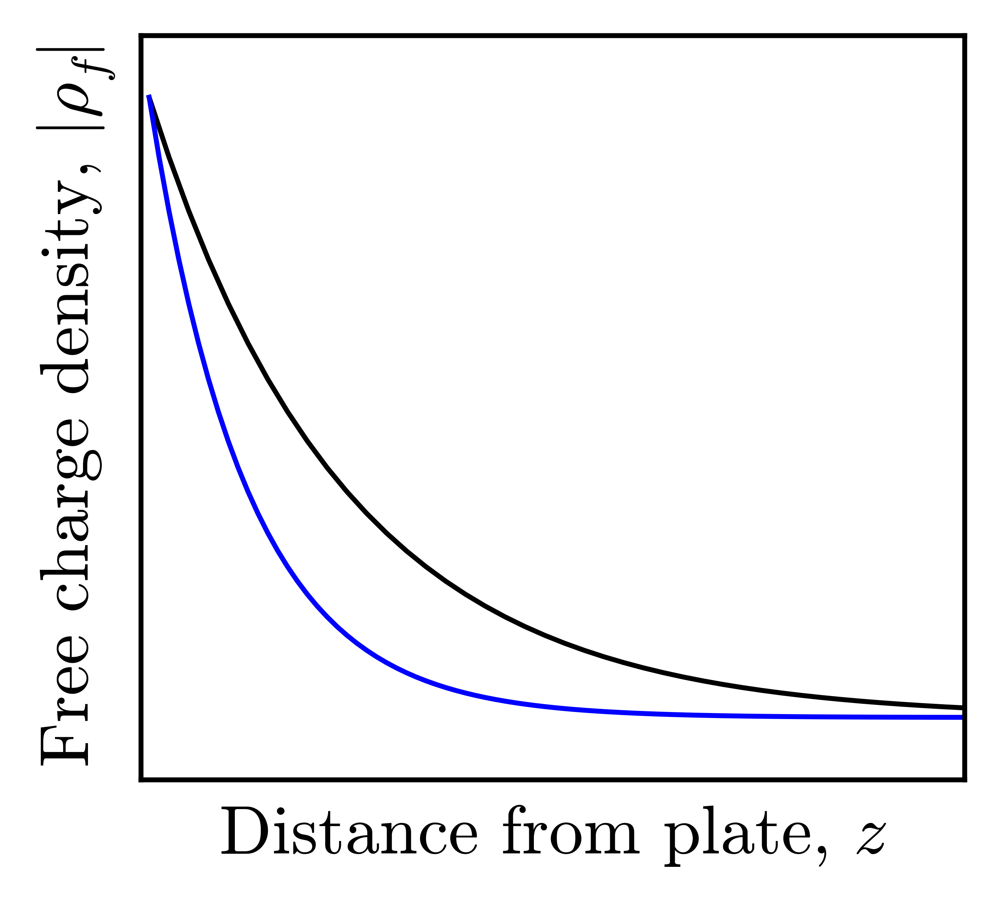 Free charge density, |ρ_f|
Distance from plate, z